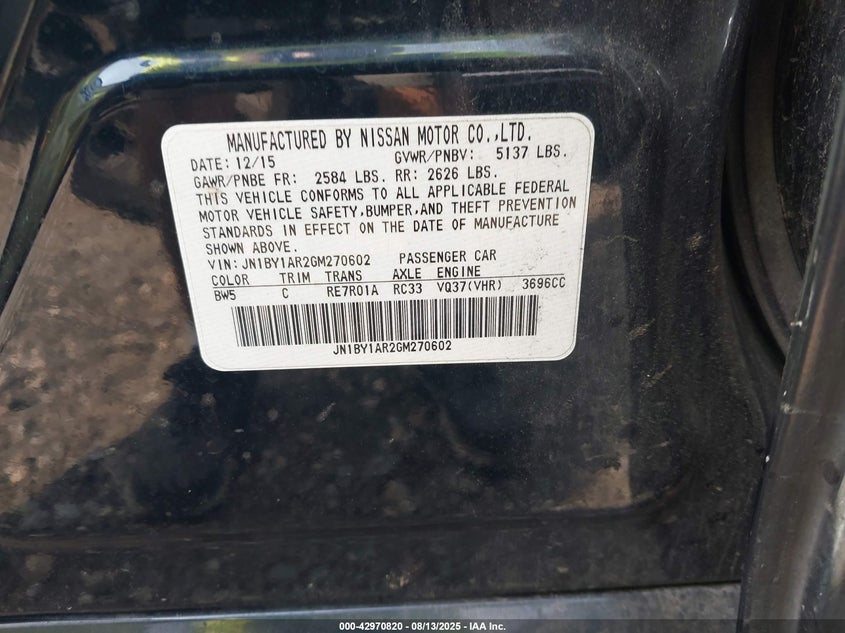 MANUFACTURED BY NISSAN MOTOR CO.,LTD.
DATE: 12/15 GVWR/PNBV: 5137 LBS.
GAWR/PNBE FR: 2584 LBS. RR: 2626 LBS.
THIS VEHICLE CONFORMS TO ALL APPLICABLE FEDERAL
MOTOR VEHICLE SAFETY,BUMPER,AND THEFT PREVENTION
STANDARDS IN EFFECT ON THE DATE OF MANUFACTURE
SHOWN ABOVE.
VIN: JN1BY1AR2GM270602 PASSENGER CAR
COLOR TRIM TRANS AXLE ENGINE
BW5 C RE7R01A RC33 VQ37(VHR) 3696CC
JN1BY1AR2GM270602
000-42970820 - 08/13/2025 - IAA Inc.